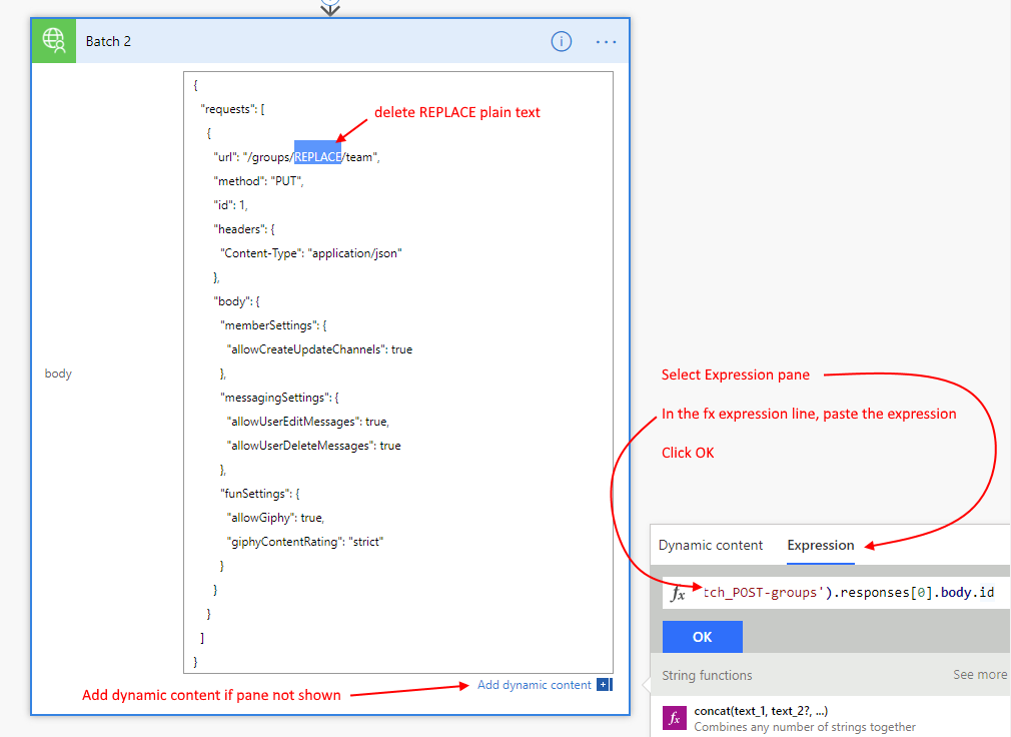 Batch 2
{
"requests": [
delete REPLACE plain text
{
"url": "/groups/REPLACE/team",
"method": "PUT",
"id": 1,
"headers": {
"Content-Type": "application/json"
},
"body": {
"memberSettings": {
"allowCreateUpdateChannels": true
body
},
"messagingSettings": {
"allowUserEditMessages": true,
"allowUserDeleteMessages": true
},
"funSettings": {
"allowGiphy": true,
"giphyContentRating": "strict"
}
}
}
]
}
Add dynamic content if pane not shown
Add dynamic content
Select Expression pane
In the fx expression line, paste the expression
Click OK
Dynamic content Expression
fx tch_POST-groups').responses[0].body.id
OK
String functions See more
fx concat(text_1, text_2?, ...)
Combines any number of strings together